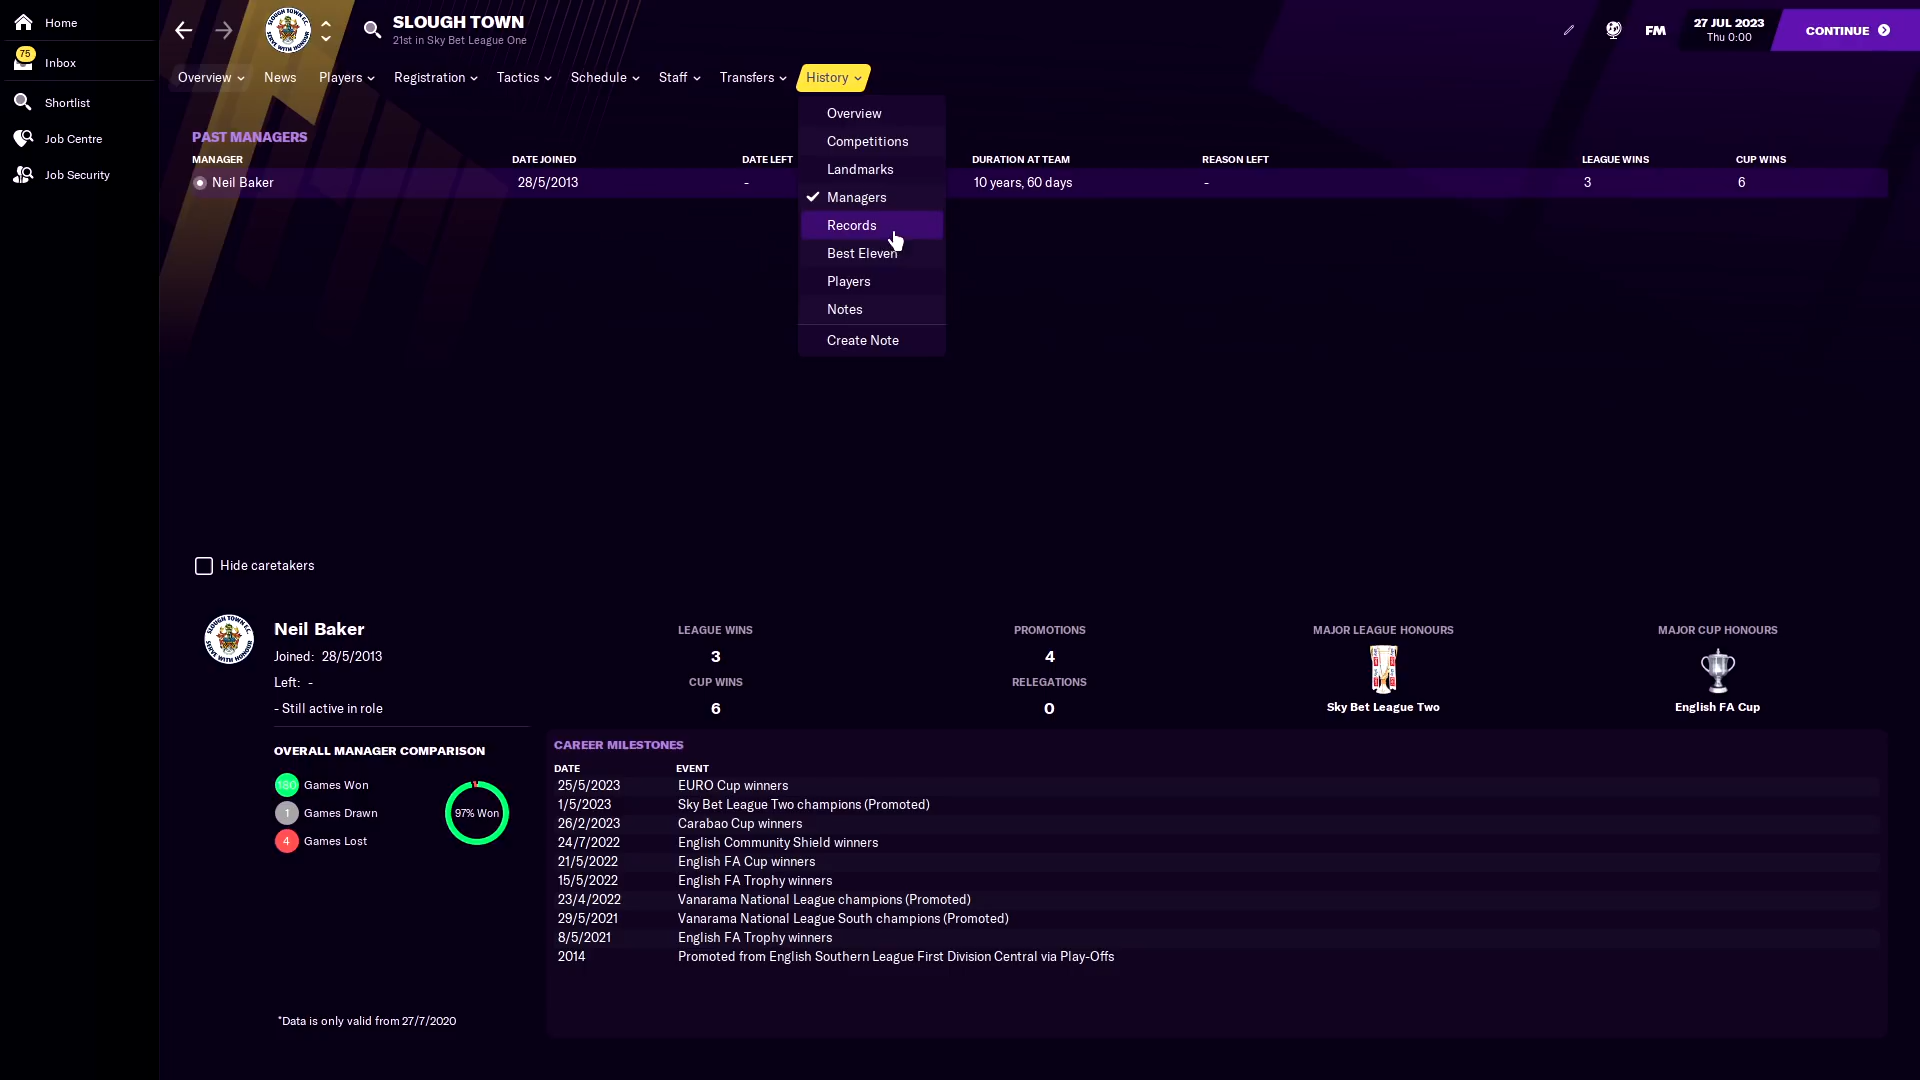 Home
75
Inbox
Shortlist
Job Centre
Job Security
SLOUGH TOWN
21st in Sky Bet League One
FM
27 JUL 2023
Thu 0:00
CONTINUE
Overview News Players Registration Tactics Schedule Staff Transfers History
Overview
Competitions
Landmarks
Managers
Records
Best Eleven
Players
Notes
Create Note
PAST MANAGERS
MANAGER DATE JOINED DATE LEFT DURATION AT TEAM REASON LEFT LEAGUE WINS CUP WINS
Neil Baker 28/5/2013 - 10 years, 60 days - 3 6
Hide caretakers
Neil Baker
Joined: 28/5/2013
Left: -
- Still active in role
LEAGUE WINS
3
CUP WINS
6
PROMOTIONS
4
RELEGATIONS
0
MAJOR LEAGUE HONOURS
Sky Bet League Two
MAJOR CUP HONOURS
English FA Cup
OVERALL MANAGER COMPARISON
Games Won
1 Games Drawn
4 Games Lost
97% Won
*Data is only valid from 27/7/2020
CAREER MILESTONES
DATE EVENT
25/5/2023 EURO Cup winners
1/5/2023 Sky Bet League Two champions (Promoted)
26/2/2023 Carabao Cup winners
24/7/2022 English Community Shield winners
21/5/2022 English FA Cup winners
15/5/2022 English FA Trophy winners
23/4/2022 Vanarama National League champions (Promoted)
29/5/2021 Vanarama National League South champions (Promoted)
8/5/2021 English FA Trophy winners
2014 Promoted from English Southern League First Division Central via Play-Offs